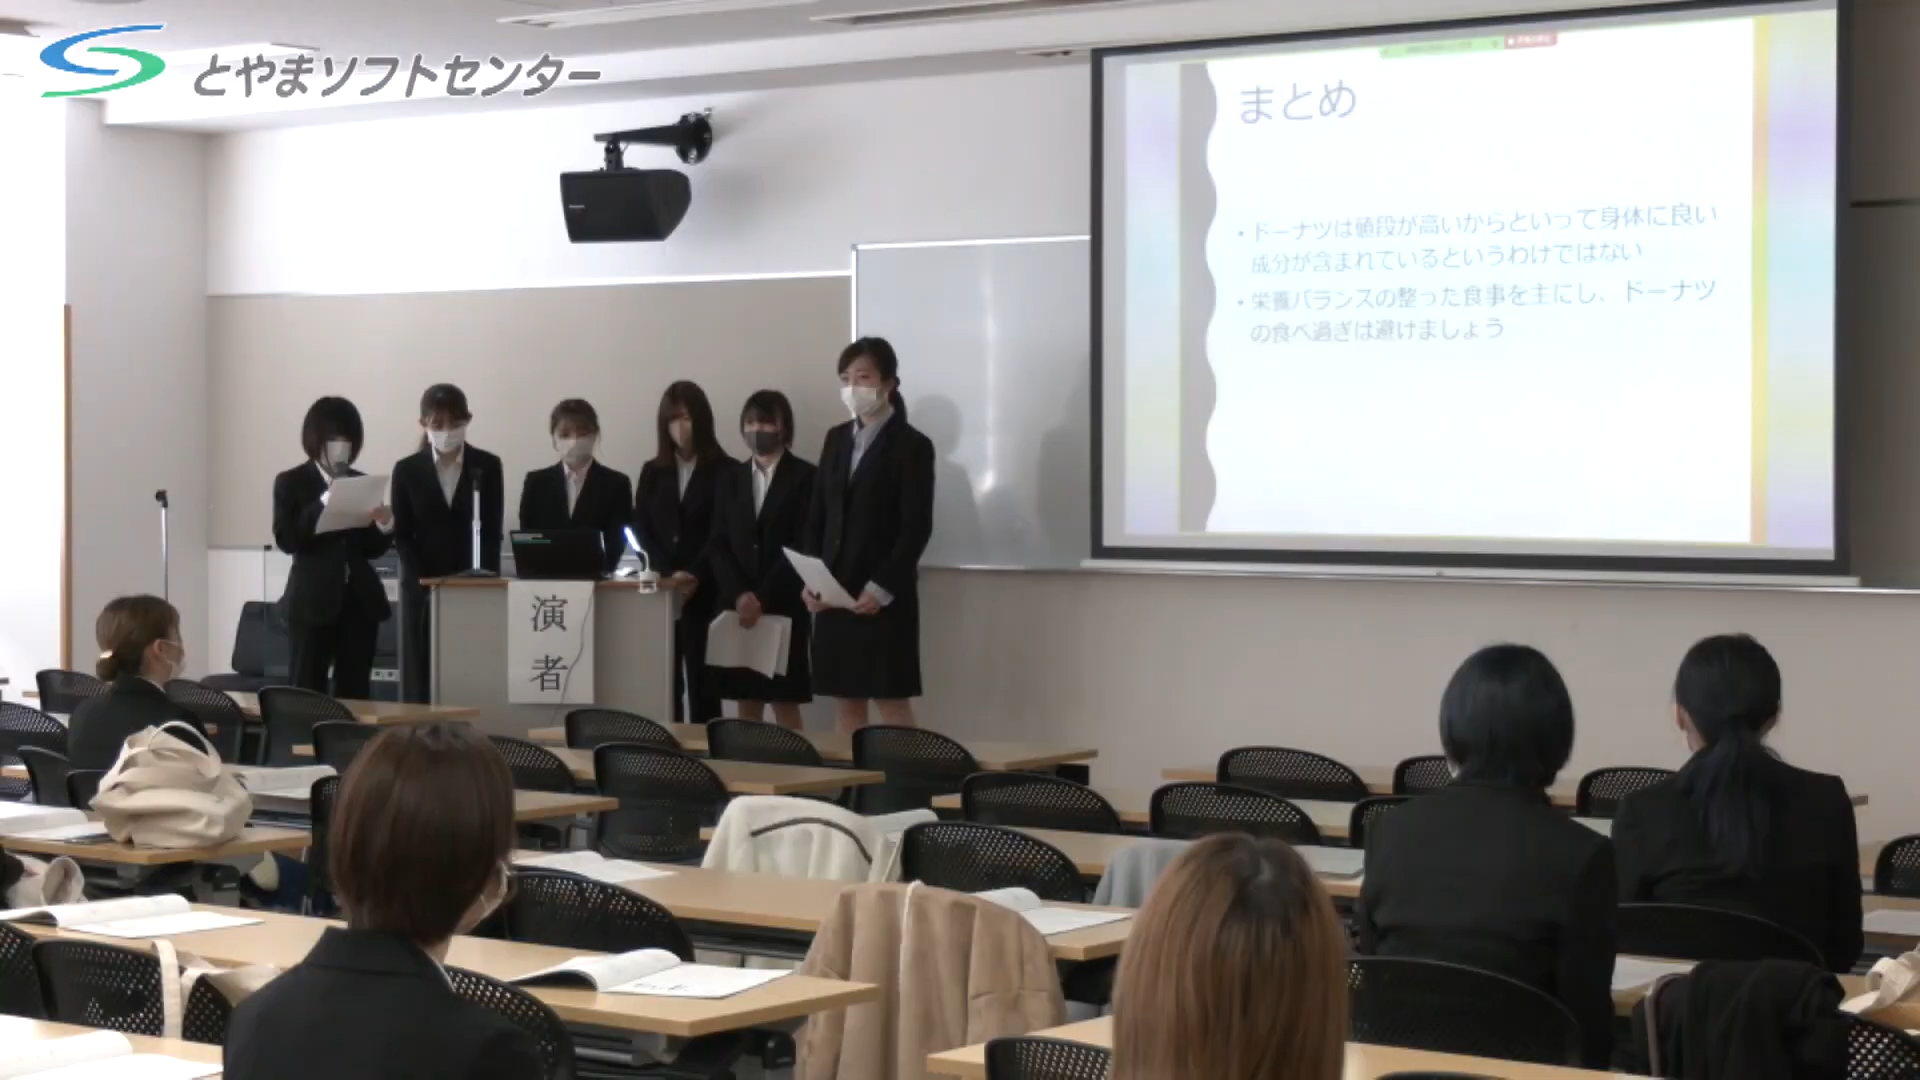 とやまソフトセンター
まとめ
・ドーナツは値段が高いからといって身体に良い
成分が含まれているというわけではない
・栄養バランスの整った食事を主にし、ドーナツ
の食べ過ぎは避けましょう
演
者